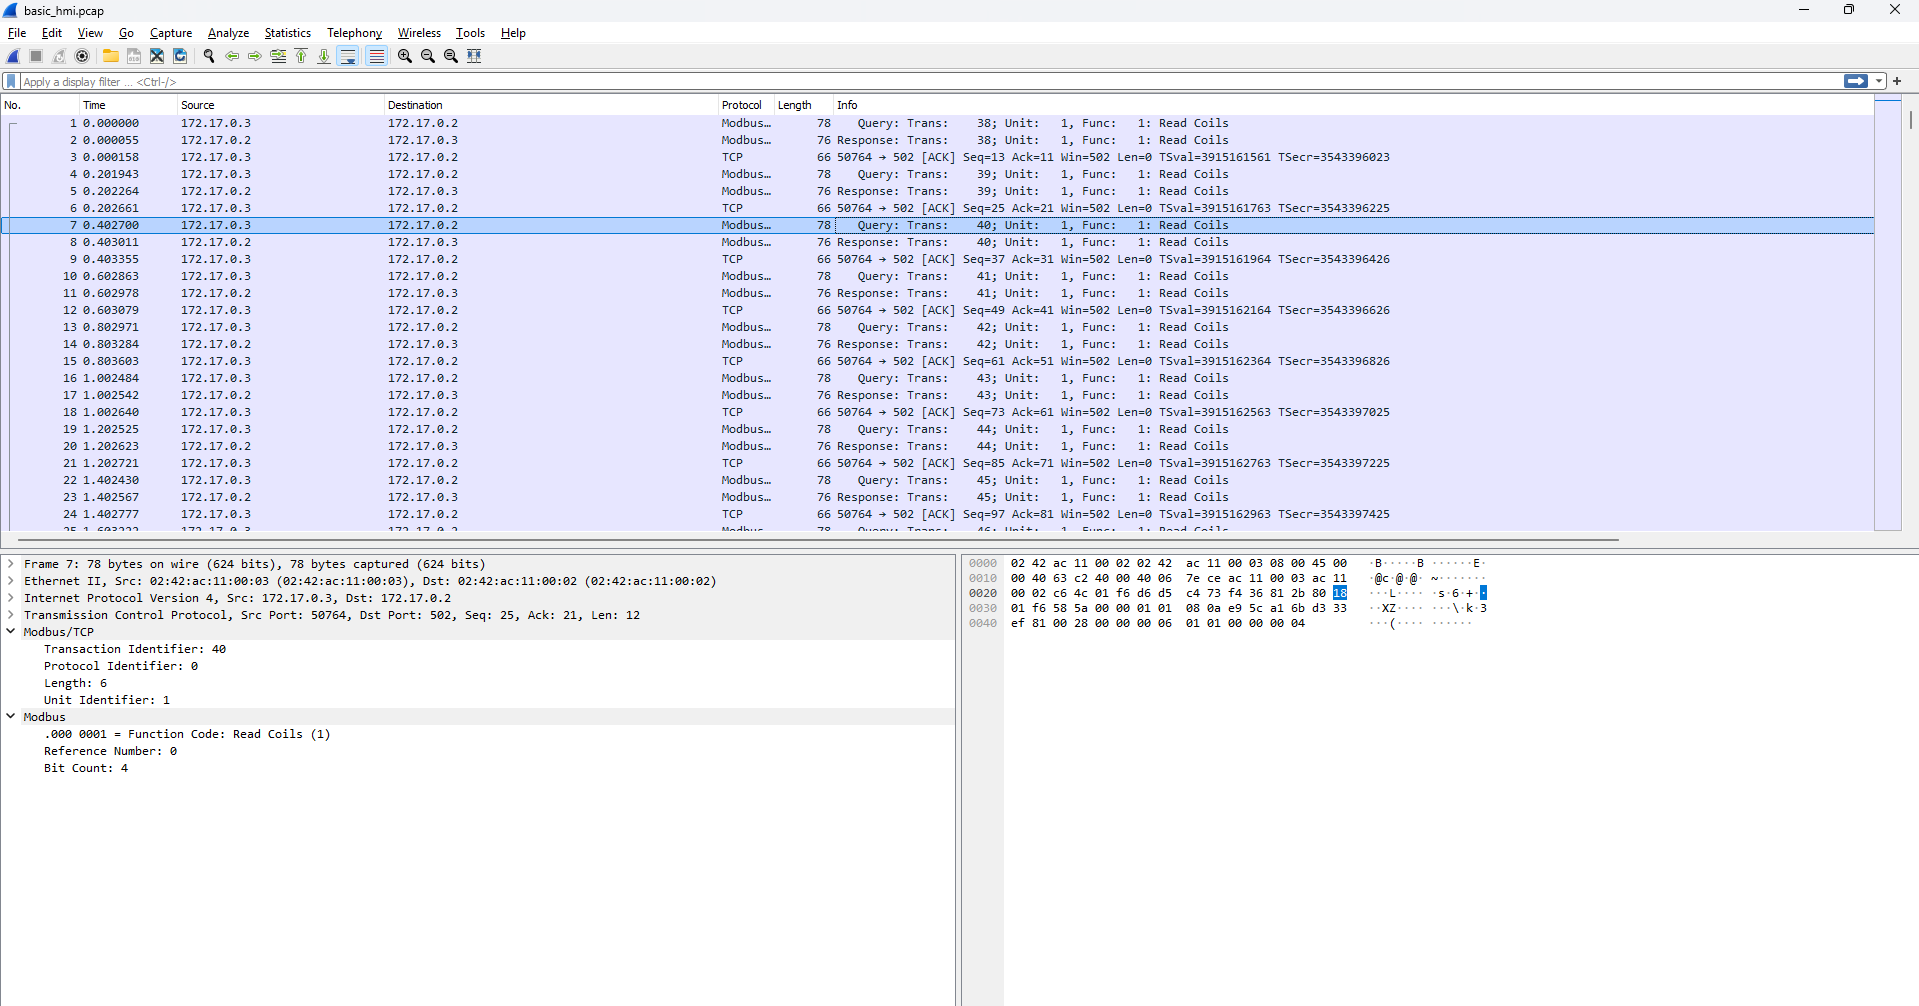 basic_hmi.pcap
File Edit View Go Capture Analyze Statistics Telephony Wireless Tools Help
Apply a display filter ... <Ctrl-/>
No. Time Source Destination Protocol Length Info
1 0.000000 172.17.0.3 172.17.0.2 Modbus… 78 Query: Trans: 38; Unit: 1, Func: 1: Read Coils
2 0.000055 172.17.0.2 172.17.0.3 Modbus… 76 Response: Trans: 38; Unit: 1, Func: 1: Read Coils
3 0.000158 172.17.0.3 172.17.0.2 TCP 66 50764 → 502 [ACK] Seq=13 Ack=11 Win=502 Len=0 TSval=3915161561 TSecr=3543396023
4 0.201943 172.17.0.3 172.17.0.2 Modbus… 78 Query: Trans: 39; Unit: 1, Func: 1: Read Coils
5 0.202264 172.17.0.2 172.17.0.3 Modbus… 76 Response: Trans: 39; Unit: 1, Func: 1: Read Coils
6 0.202661 172.17.0.3 172.17.0.2 TCP 66 50764 → 502 [ACK] Seq=25 Ack=21 Win=502 Len=0 TSval=3915161763 TSecr=3543396225
7 0.402700 172.17.0.3 172.17.0.2 Modbus… 78 Query: Trans: 40; Unit: 1, Func: 1: Read Coils
8 0.403011 172.17.0.2 172.17.0.3 Modbus… 76 Response: Trans: 40; Unit: 1, Func: 1: Read Coils
9 0.403355 172.17.0.3 172.17.0.2 TCP 66 50764 → 502 [ACK] Seq=37 Ack=31 Win=502 Len=0 TSval=3915161964 TSecr=3543396426
10 0.602863 172.17.0.3 172.17.0.2 Modbus… 78 Query: Trans: 41; Unit: 1, Func: 1: Read Coils
11 0.602978 172.17.0.2 172.17.0.3 Modbus… 76 Response: Trans: 41; Unit: 1, Func: 1: Read Coils
12 0.603079 172.17.0.3 172.17.0.2 TCP 66 50764 → 502 [ACK] Seq=49 Ack=41 Win=502 Len=0 TSval=3915162164 TSecr=3543396626
13 0.802971 172.17.0.3 172.17.0.2 Modbus… 78 Query: Trans: 42; Unit: 1, Func: 1: Read Coils
14 0.803284 172.17.0.2 172.17.0.3 Modbus… 76 Response: Trans: 42; Unit: 1, Func: 1: Read Coils
15 0.803603 172.17.0.3 172.17.0.2 TCP 66 50764 → 502 [ACK] Seq=61 Ack=51 Win=502 Len=0 TSval=3915162364 TSecr=3543396826
16 1.002484 172.17.0.3 172.17.0.2 Modbus… 78 Query: Trans: 43; Unit: 1, Func: 1: Read Coils
17 1.002542 172.17.0.2 172.17.0.3 Modbus… 76 Response: Trans: 43; Unit: 1, Func: 1: Read Coils
18 1.002640 172.17.0.3 172.17.0.2 TCP 66 50764 → 502 [ACK] Seq=73 Ack=61 Win=502 Len=0 TSval=3915162563 TSecr=3543397025
19 1.202525 172.17.0.3 172.17.0.2 Modbus… 78 Query: Trans: 44; Unit: 1, Func: 1: Read Coils
20 1.202623 172.17.0.2 172.17.0.3 Modbus… 76 Response: Trans: 44; Unit: 1, Func: 1: Read Coils
21 1.202721 172.17.0.3 172.17.0.2 TCP 66 50764 → 502 [ACK] Seq=85 Ack=71 Win=502 Len=0 TSval=3915162763 TSecr=3543397225
22 1.402430 172.17.0.3 172.17.0.2 Modbus… 78 Query: Trans: 45; Unit: 1, Func: 1: Read Coils
23 1.402567 172.17.0.2 172.17.0.3 Modbus… 76 Response: Trans: 45; Unit: 1, Func: 1: Read Coils
24 1.402777 172.17.0.3 172.17.0.2 TCP 66 50764 → 502 [ACK] Seq=97 Ack=81 Win=502 Len=0 TSval=3915162963 TSecr=3543397425
Frame 7: 78 bytes on wire (624 bits), 78 bytes captured (624 bits)
Ethernet II, Src: 02:42:ac:11:00:03 (02:42:ac:11:00:03), Dst: 02:42:ac:11:00:02 (02:42:ac:11:00:02)
Internet Protocol Version 4, Src: 172.17.0.3, Dst: 172.17.0.2
Transmission Control Protocol, Src Port: 50764, Dst Port: 502, Seq: 25, Ack: 21, Len: 12
Modbus/TCP
Transaction Identifier: 40
Protocol Identifier: 0
Length: 6
Unit Identifier: 1
Modbus
.000 0001 = Function Code: Read Coils (1)
Reference Number: 0
Bit Count: 4
0000 02 42 ac 11 00 02 02 42 ac 11 00 03 08 00 45 00 ·B·····B ······E·
0010 00 40 63 c2 40 00 40 06 7e ce ac 11 00 03 ac 11 ·@c·@·@· ~·······
0020 00 02 c6 4c 01 f6 d6 d5 c4 73 f4 36 81 2b 80 18 ···L···· ·s·6·+··
0030 01 f6 58 5a 00 00 01 01 08 0a e9 5c a1 6b d3 33 ··XZ···· ···\·k·3
0040 ef 81 00 28 00 00 00 06 01 01 00 00 00 04 ···(···· ······